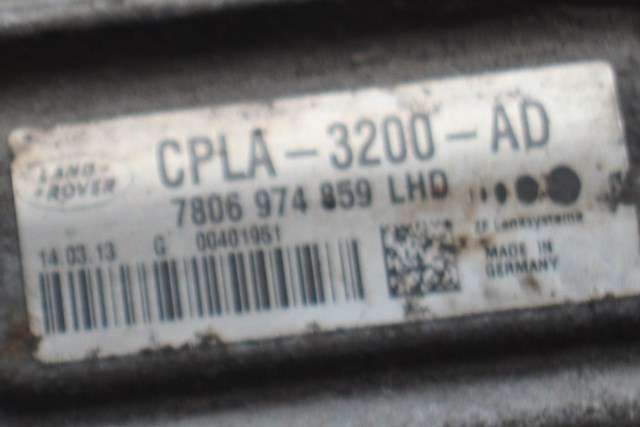 LAND-
ROVER
CPLA-3200-AD
7806 974 859 LHD
14.03.13 G 00401951
ZF Lenksysteme
MADE IN
GERMANY